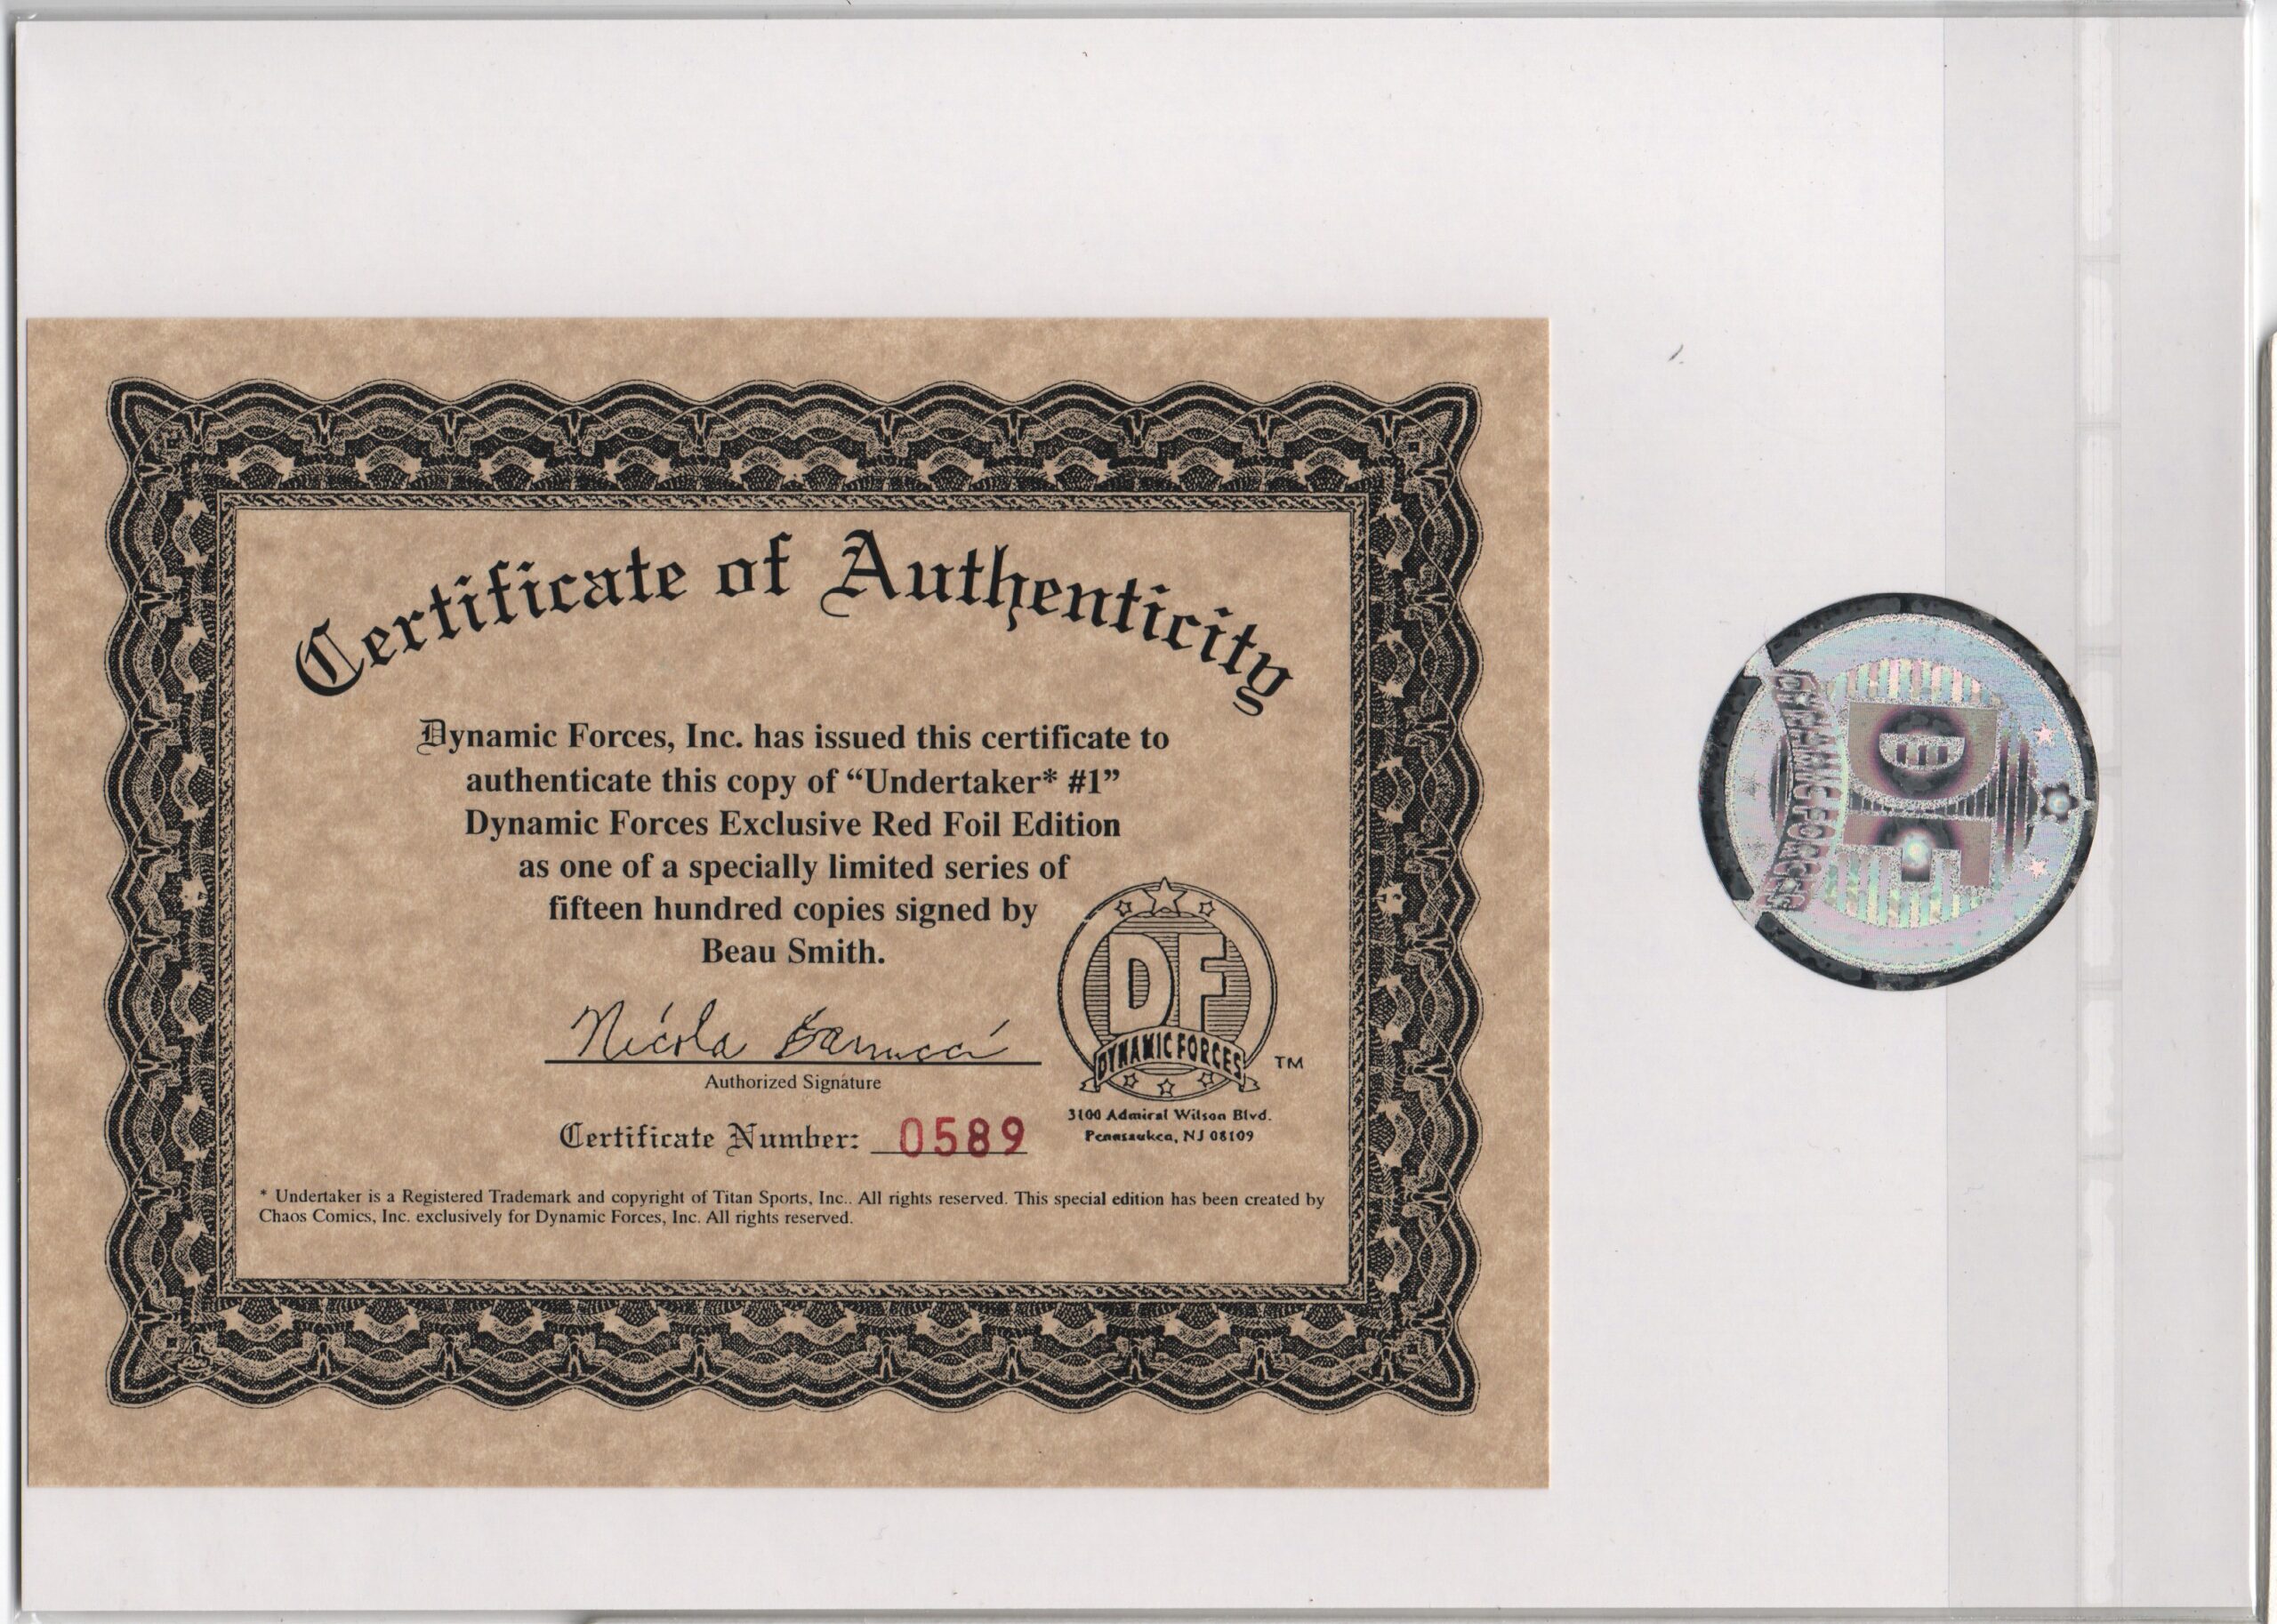 Certificate of Authenticity
Dynamic Forces, Inc. has issued this certificate to
authenticate this copy of “Undertaker* #1”
Dynamic Forces Exclusive Red Foil Edition
as one of a specially limited series of
fifteen hundred copies signed by
Beau Smith.
Nicola Barrucci
Authorized Signature
DF
DYNAMIC FORCES
TM
3100 Admiral Wilson Blvd.
Pennsauken, NJ 08109
Certificate Number: 0589
* Undertaker is a Registered Trademark and copyright of Titan Sports, Inc.. All rights reserved. This special edition has been created by
Chaos Comics, Inc. exclusively for Dynamic Forces, Inc. All rights reserved.
DF
DYNAMIC FORCES